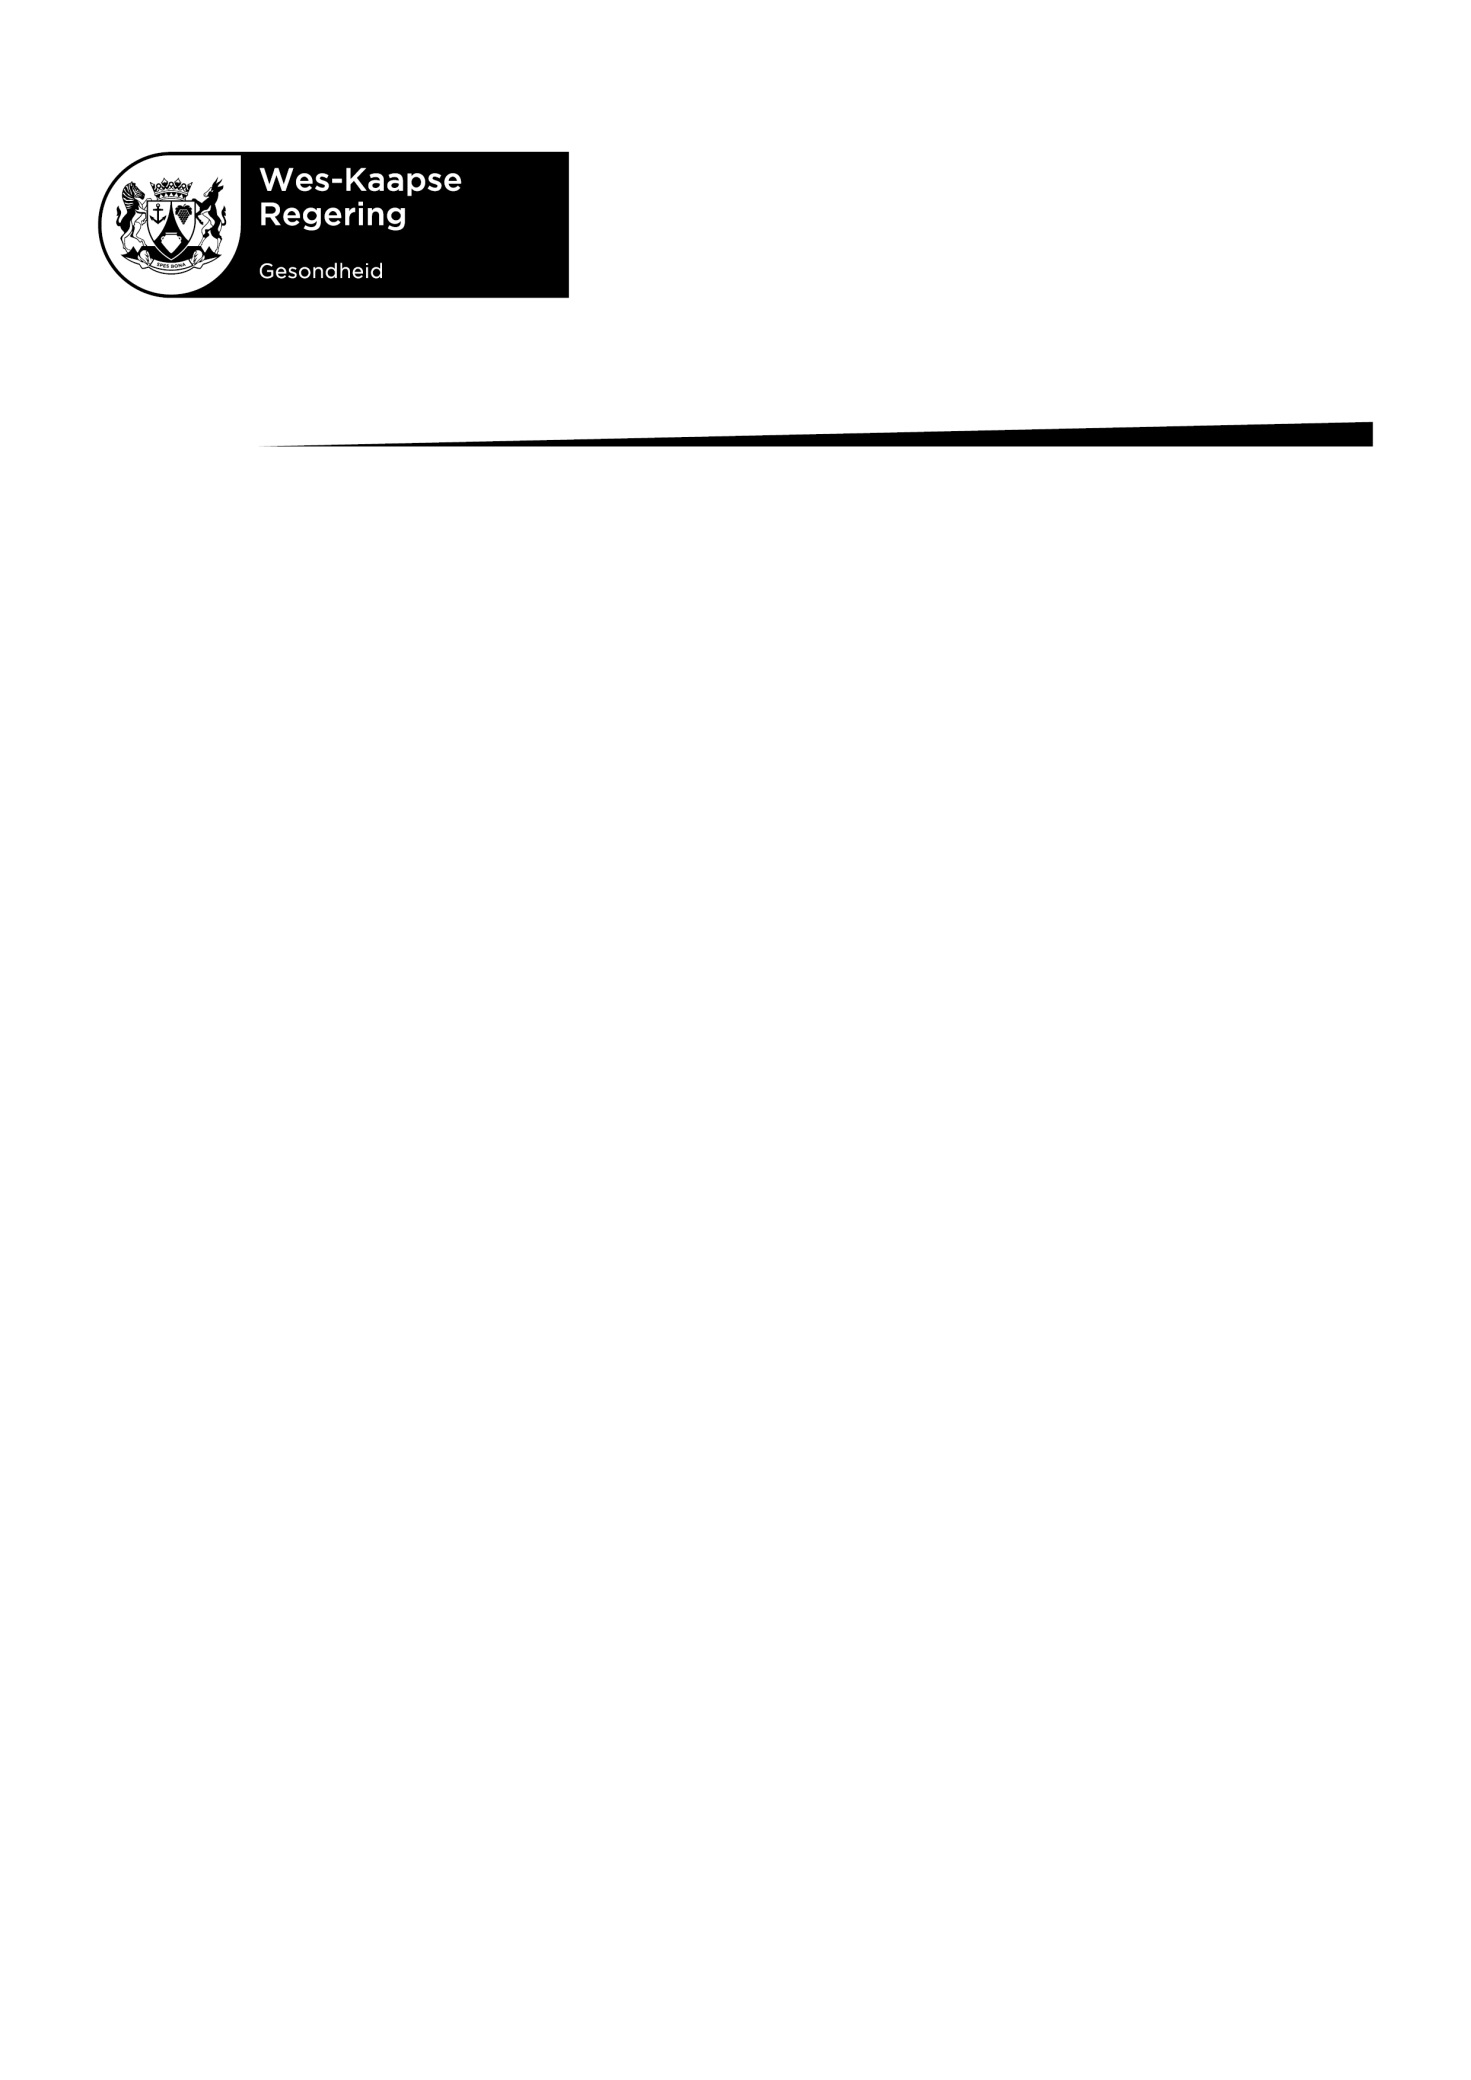 Wes-Kaapse
Regering
Gesondheid
SPES BONA